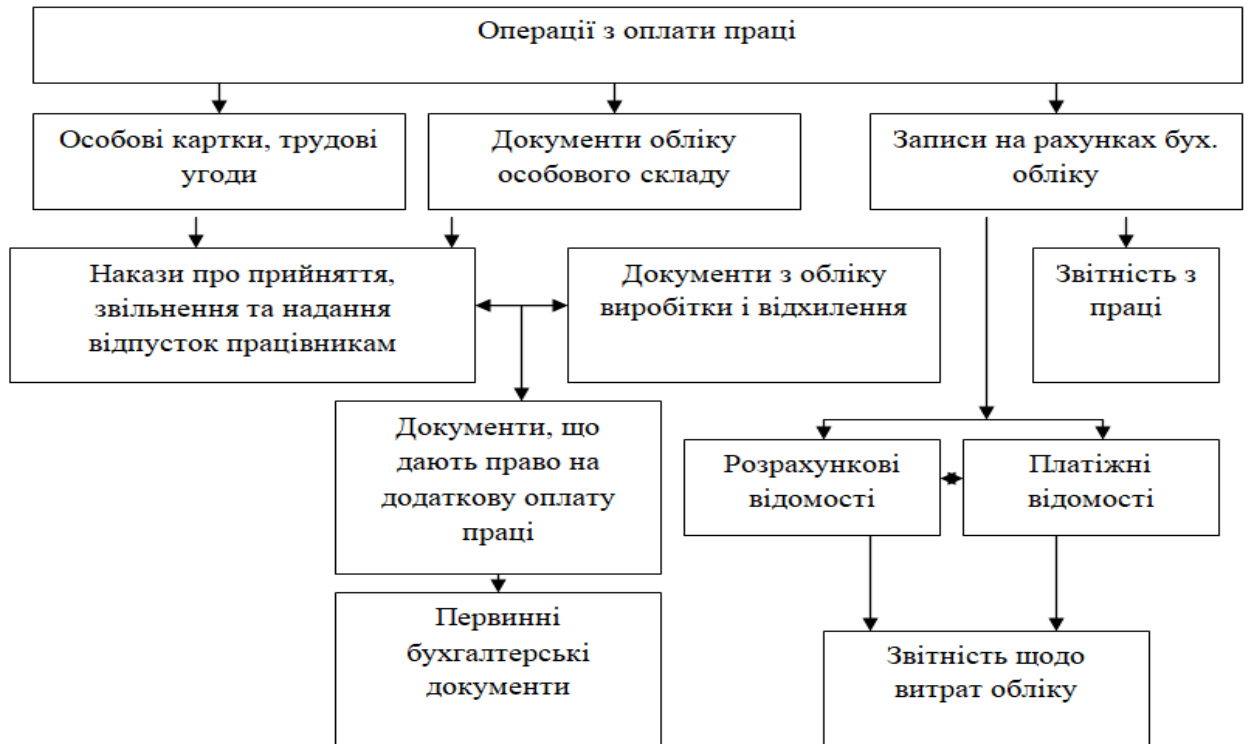 Операції з оплати праці
Особові картки, трудові
угоди
Документи обліку
особового складу
Записи на рахунках бух.
обліку
Накази про прийняття,
звільнення та надання
відпусток працівникам
Документи з обліку
виробітки і відхилення
Звітність з
праці
Документи, що
дають право на
додаткову оплату
праці
Розрахункові
відомості
Платіжні
відомості
Первинні
бухгалтерські
документи
Звітність щодо
витрат обліку